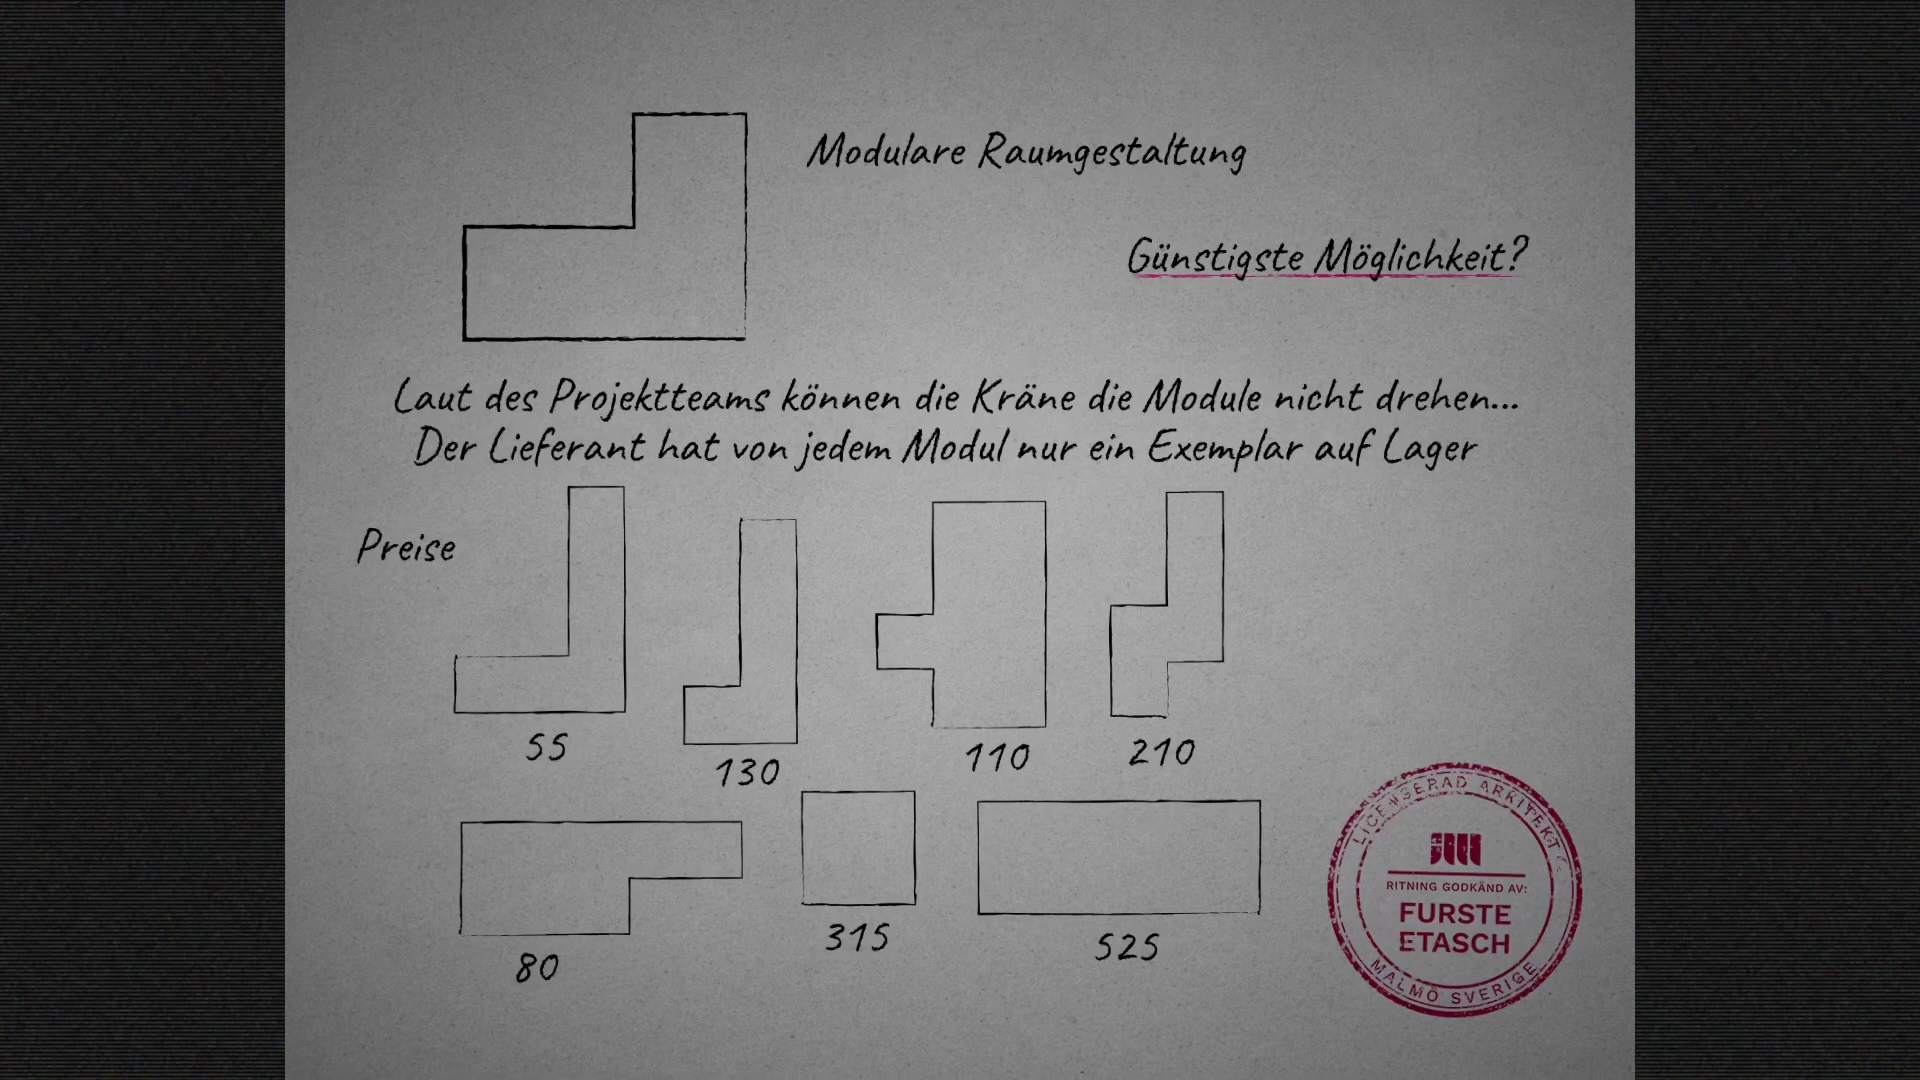 Modulare Raumgestaltung
Günstigste Möglichkeit?
Laut des Projektteams können die Kräne die Module nicht drehen...
Der Lieferant hat von jedem Modul nur ein Exemplar auf Lager
Preise
55
130
110
210
80
315
525
LICENSERAD ARKITEKT
RITNING GODKÄND AV:
FURSTE
ETASCH
MALMÖ SVERIGE